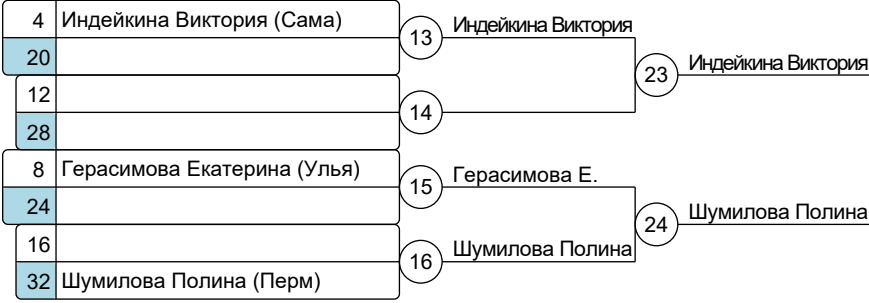 4 Индейкина Виктория (Сама)
13 Индейкина Виктория
20
23 Индейкина Виктория
12
14
28
8 Герасимова Екатерина (Улья)
15 Герасимова Е.
24
24 Шумилова Полина
16
16 Шумилова Полина
32 Шумилова Полина (Перм)